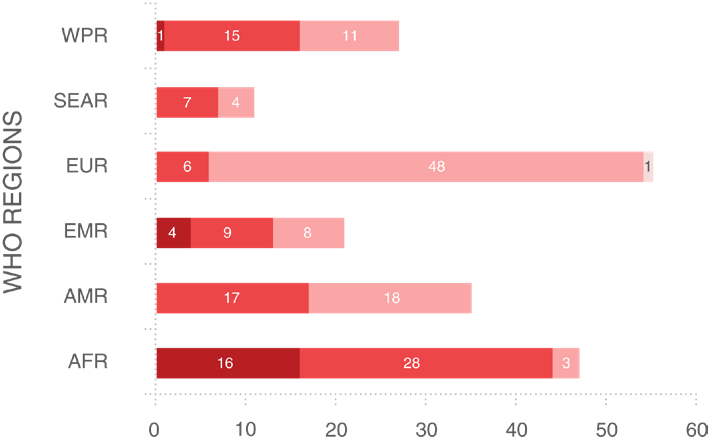 WHO REGIONS
WPR 1 15 11
SEAR 7 4
EUR 6 48 1
EMR 4 9 8
AMR 17 18
AFR 16 28 3
0 10 20 30 40 50 60